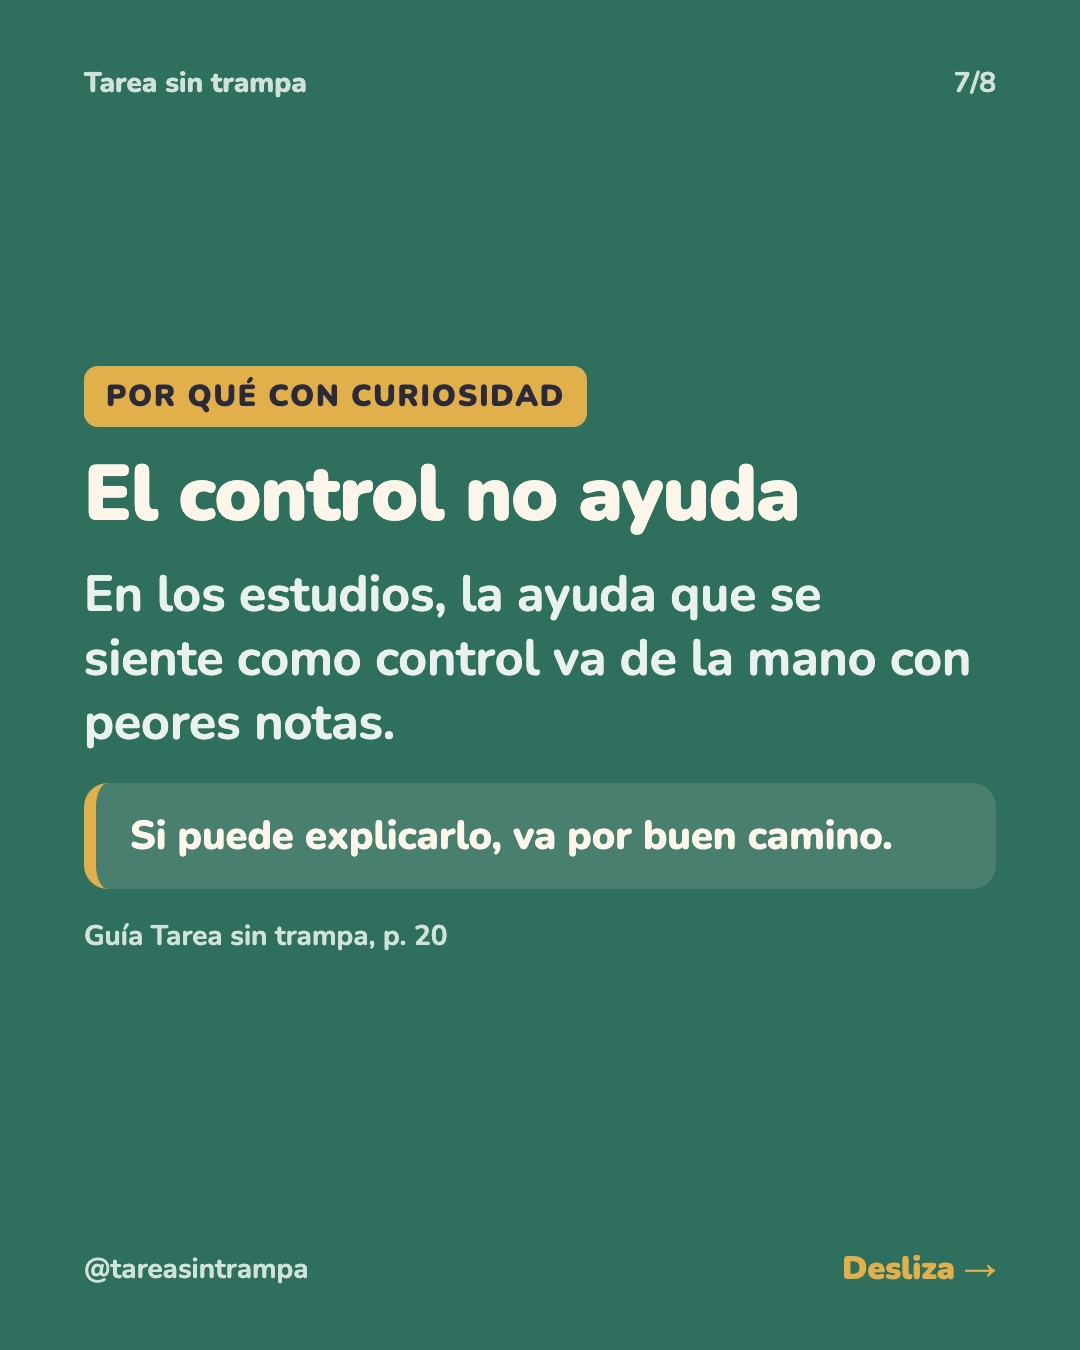 Tarea sin trampa
7/8
POR QUÉ CON CURIOSIDAD
El control no ayuda
En los estudios, la ayuda que se
siente como control va de la mano con
peores notas.
Si puede explicarlo, va por buen camino.
Guía Tarea sin trampa, p. 20
@tareasintrampa
Desliza →